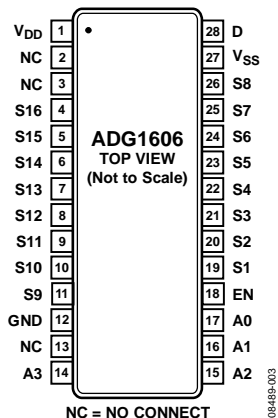 VDD 1 28 D
NC 2 27 VSS
NC 3 26 S8
S16 4 25 S7
S15 5 24 S6
S14 6 23 S5
S13 7 22 S4
S12 8 21 S3
S11 9 20 S2
S10 10 19 S1
S9 11 18 EN
GND 12 17 A0
NC 13 16 A1
A3 14 15 A2
ADG1606
TOP VIEW
(Not to Scale)
NC = NO CONNECT
08489-003